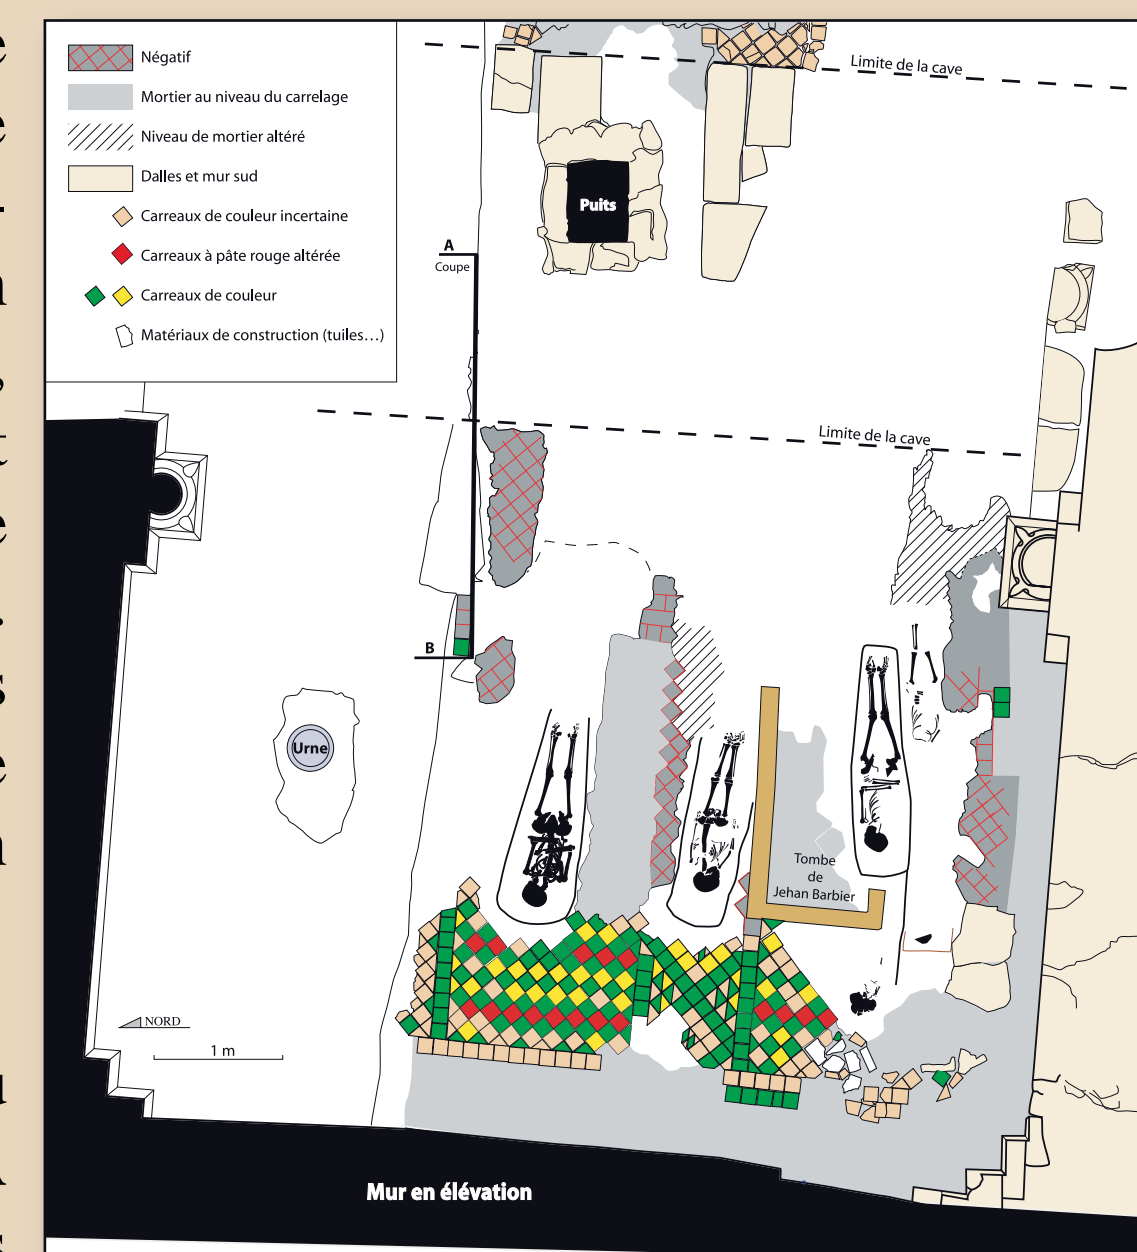 Négatif
Mortier au niveau du carrelage
Niveau de mortier altéré
Dalles et mur sud
Carreaux de couleur incertaine
Carreaux à pâte rouge altérée
Carreaux de couleur
Matériaux de construction (tuiles…)
Limite de la cave
Puits
A
Coupe
Limite de la cave
B
Urne
Tombe
de
Jehan Barbier
NORD
1 m
Mur en élévation